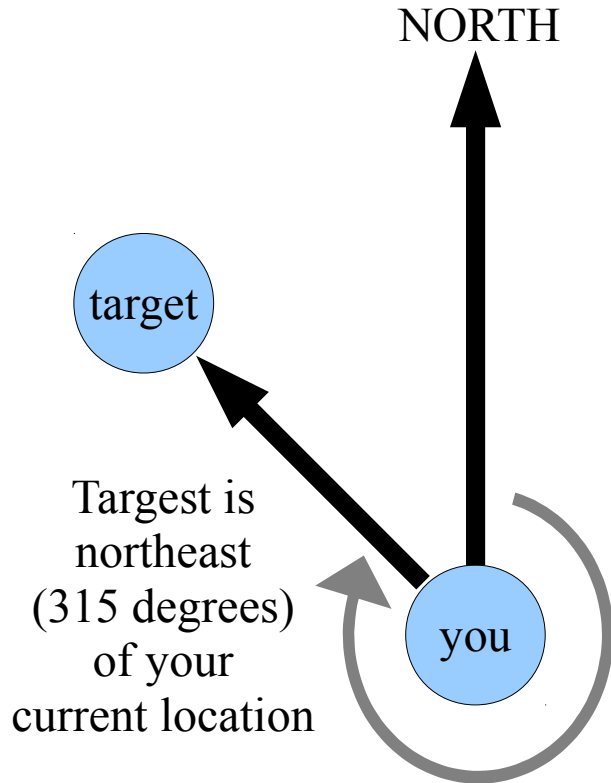 NORTH
target
Targest is
northeast
(315 degrees)
of your
current location
you